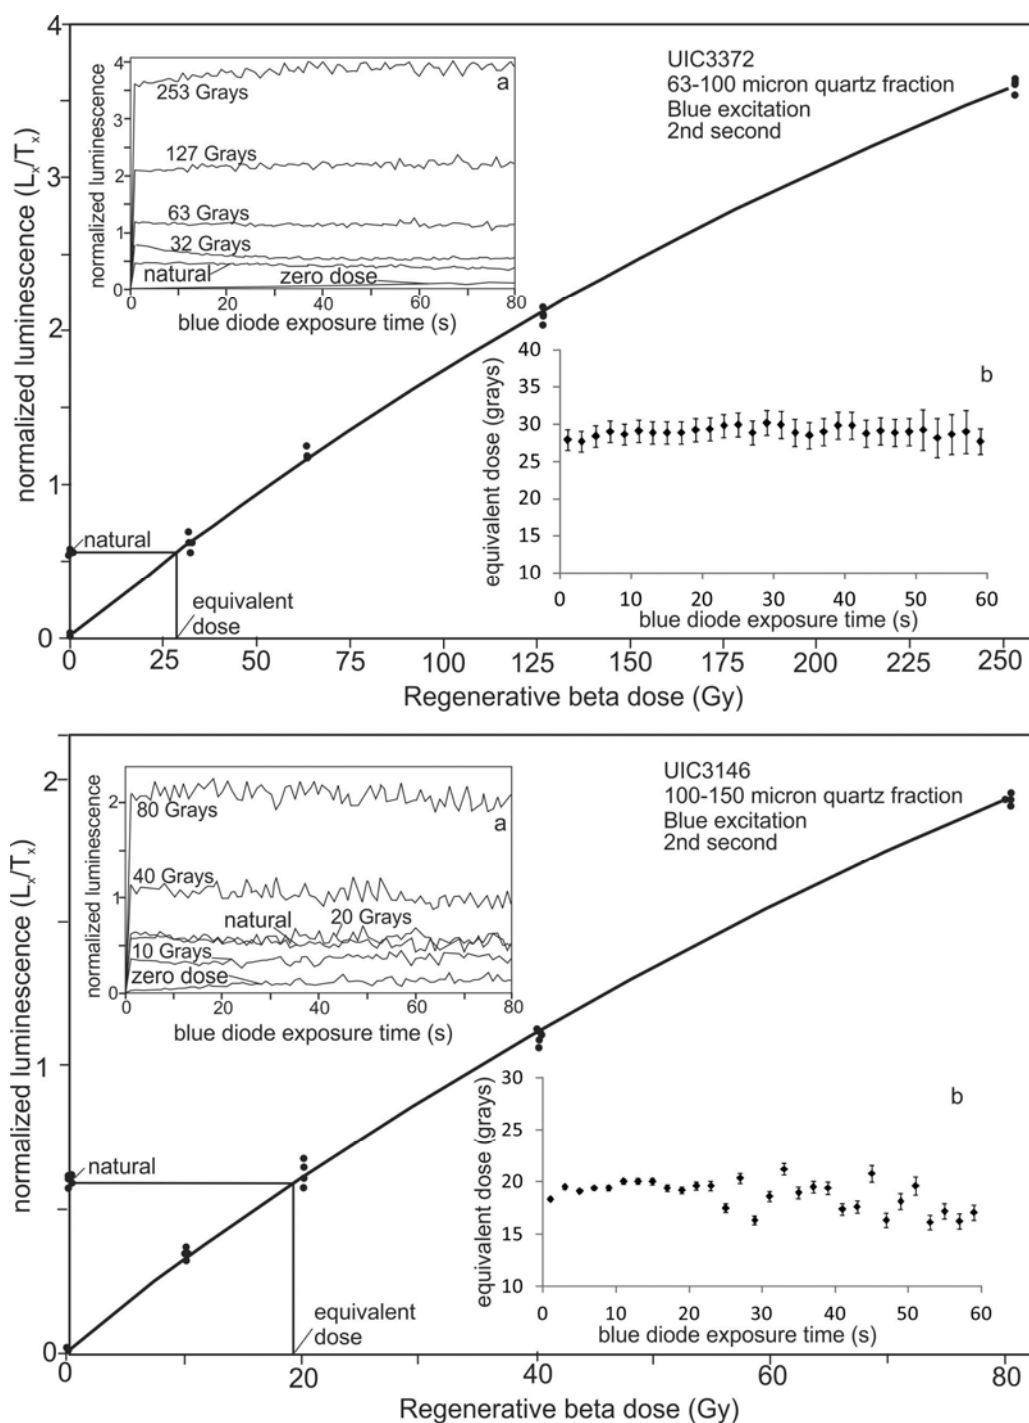 4
3
2
1
0
normalized luminescence (Lx/Tx)
4
3
2
1
0
normalized luminescence
a
253 Grays
127 Grays
63 Grays
32 Grays
natural
zero dose
0 20 40 60 80
blue diode exposure time (s)
UIC3372
63-100 micron quartz fraction
Blue excitation
2nd second
natural
equivalent
dose
40
35
30
25
20
15
10
equivalent dose (grays)
b
0 10 20 30 40 50 60
blue diode exposure time (s)
0 25 50 75 100 125 150 175 200 225 250
Regenerative beta dose (Gy)
2
1
0
normalized luminescence (Lx/Tx)
2
1
0
normalized luminescence
a
80 Grays
40 Grays
natural
20 Grays
10 Grays
zero dose
0 20 40 60 80
blue diode exposure time (s)
UIC3146
100-150 micron quartz fraction
Blue excitation
2nd second
natural
equivalent
dose
30
25
20
15
10
equivalent dose (grays)
b
0 10 20 30 40 50 60
blue diode exposure time (s)
0 20 40 60 80
Regenerative beta dose (Gy)